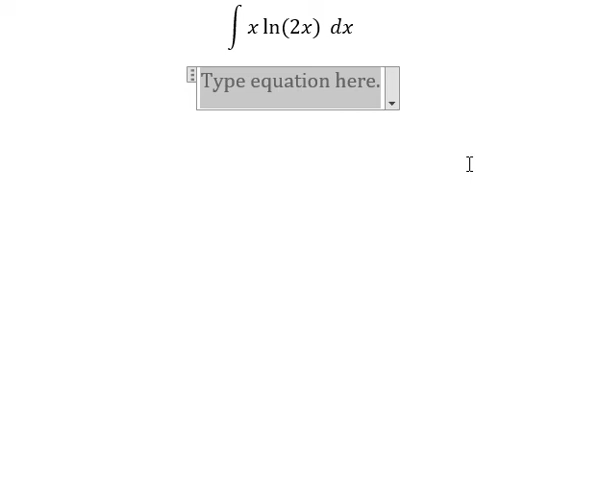 ∫ x ln(2x) dx
Type equation here.